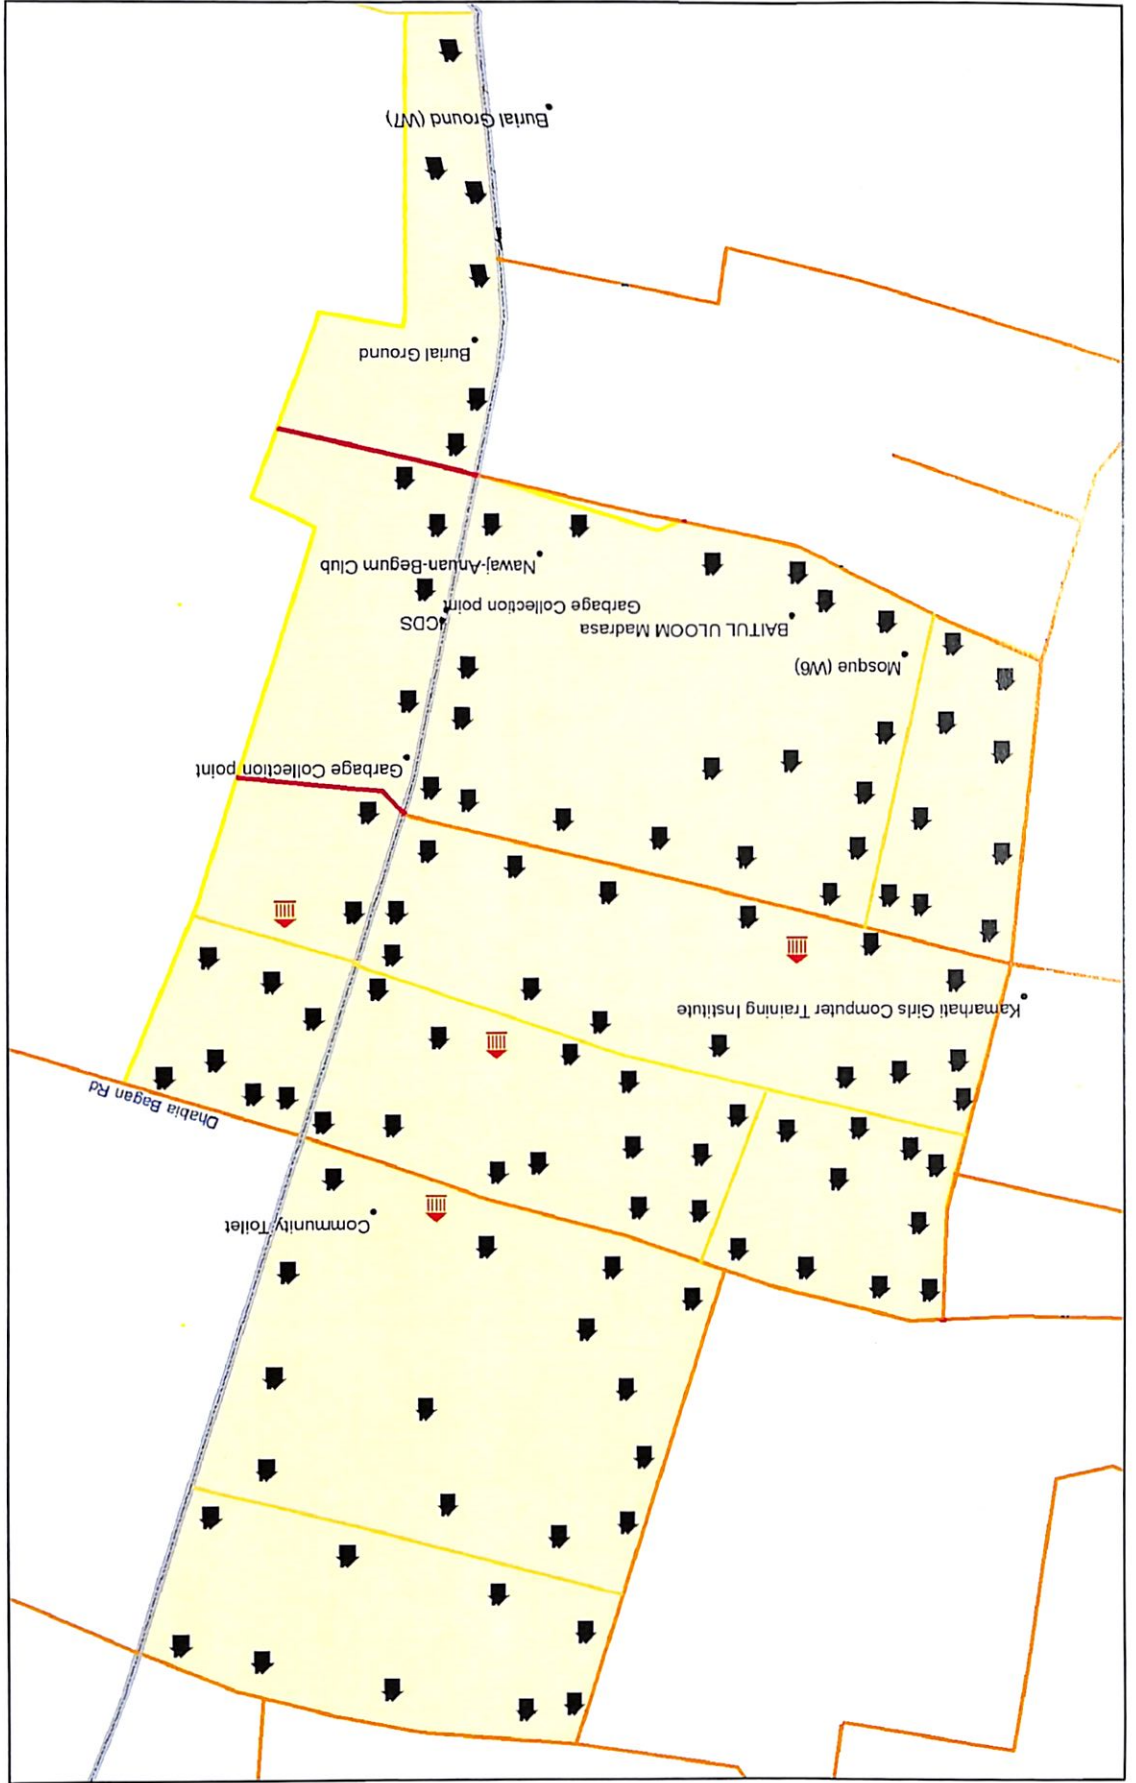 Community Toilet
Dhabia Bagan Rd
Kamarhati Girls Computer Training Institute
Garbage Collection point
Mosque (W6)
BAITUL ULOOM Madrasa
ICDS
Garbage Collection point
Nawaj-Anuan-Begum Club
Burial Ground
Burial Ground (W7)